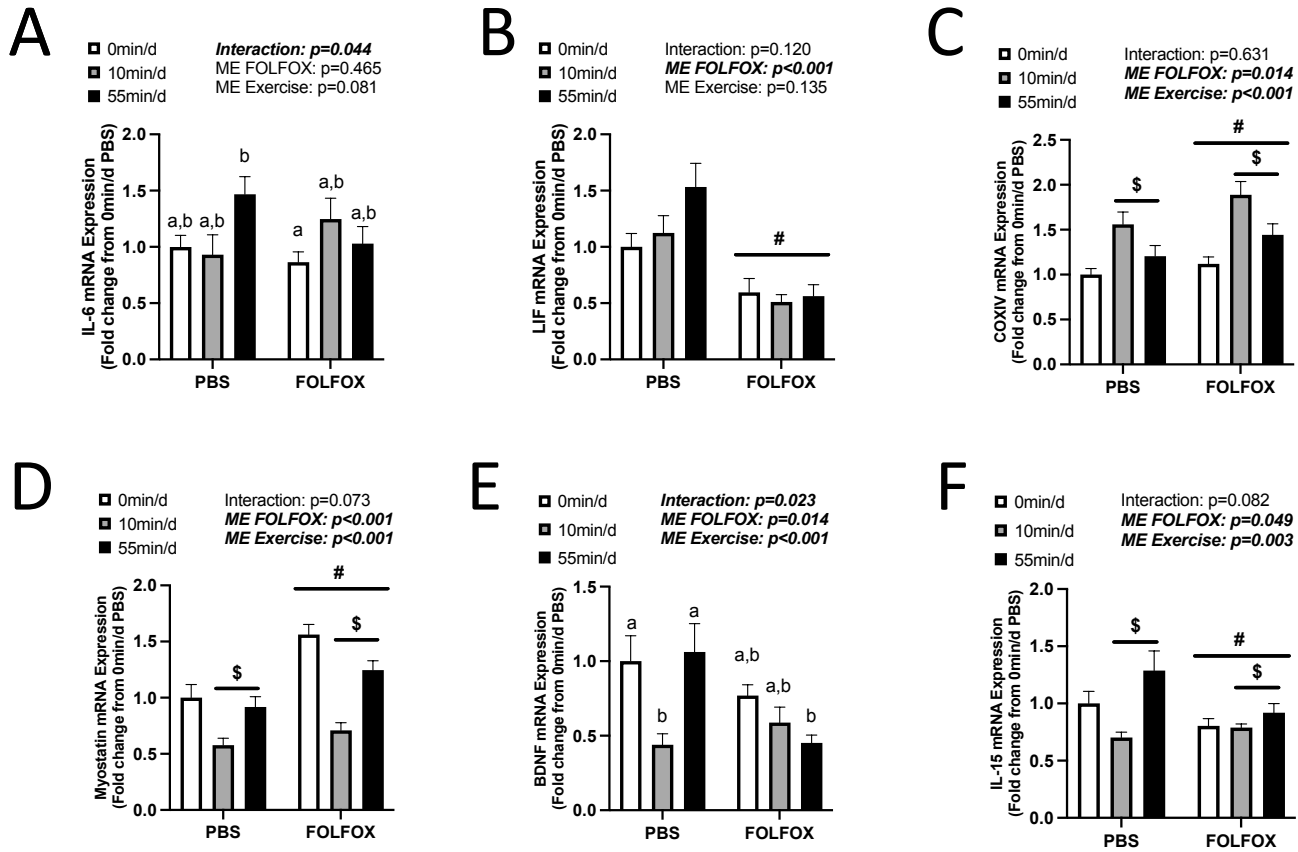 A
0min/d
10min/d
55min/d
Interaction: p=0.044
ME FOLFOX: p=0.465
ME Exercise: p=0.081
IL-6 mRNA Expression
(Fold change from 0min/d PBS)
2.0
1.5
1.0
0.5
0.0
a,b a,b b a a,b a,b
PBS FOLFOX
B
0min/d
10min/d
55min/d
Interaction: p=0.120
ME FOLFOX: p<0.001
ME Exercise: p=0.135
LIF mRNA Expression
(Fold change from 0min/d PBS)
2.0
1.5
1.0
0.5
0.0
#
PBS FOLFOX
C
0min/d
10min/d
55min/d
Interaction: p=0.631
ME FOLFOX: p=0.014
ME Exercise: p<0.001
COXIV mRNA Expression
(Fold change from 0min/d PBS)
2.5
2.0
1.5
1.0
0.5
0.0
#
$ $
PBS FOLFOX
D
0min/d
10min/d
55min/d
Interaction: p=0.073
ME FOLFOX: p<0.001
ME Exercise: p<0.001
Myostatin mRNA Expression
(Fold change from 0min/d PBS)
2.0
1.5
1.0
0.5
0.0
#
$ $
PBS FOLFOX
E
0min/d
10min/d
55min/d
Interaction: p=0.023
ME FOLFOX: p=0.014
ME Exercise: p<0.001
BDNF mRNA Expression
(Fold change from 0min/d PBS)
1.5
1.0
0.5
0.0
a b a a,b a,b b
PBS FOLFOX
F
0min/d
10min/d
55min/d
Interaction: p=0.082
ME FOLFOX: p=0.049
ME Exercise: p=0.003
IL-15 mRNA Expression
(Fold change from 0min/d PBS)
2.0
1.5
1.0
0.5
0.0
$ #
$
PBS FOLFOX